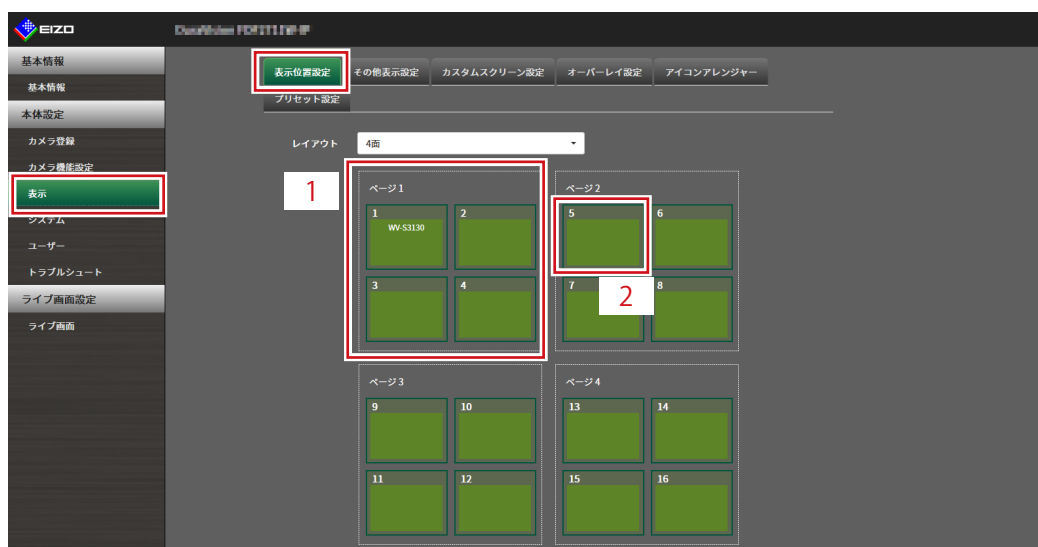 EIZO
基本情報
基本情報
本体設定
カメラ登録
カメラ機能設定
表示
システム
ユーザー
トラブルシュート
ライブ画面設定
ライブ画面
表示位置設定 その他表示設定 カスタムスクリーン設定 オーバーレイ設定 アイコンアレンジャー
プリセット設定
レイアウト 4面
1
ページ 1
1 2
WV-S3130
3 4
ページ 2
5 6
7 8
2
ページ 3
9 10
11 12
ページ 4
13 14
15 16